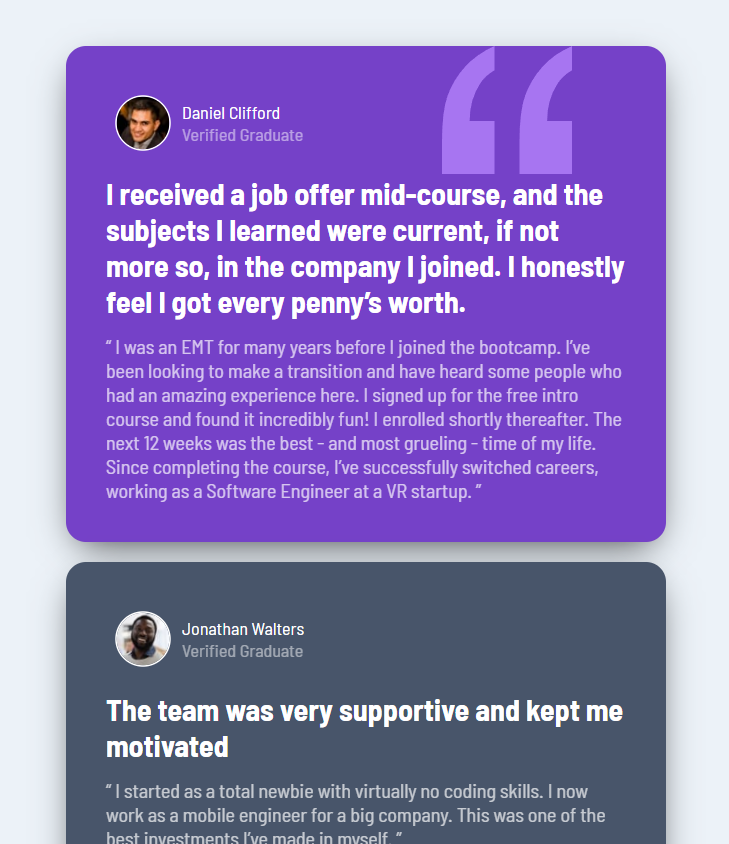 Daniel Clifford
Verified Graduate
I received a job offer mid-course, and the
subjects I learned were current, if not
more so, in the company I joined. I honestly
feel I got every penny’s worth.
“ I was an EMT for many years before I joined the bootcamp. I’ve
been looking to make a transition and have heard some people who
had an amazing experience here. I signed up for the free intro
course and found it incredibly fun! I enrolled shortly thereafter. The
next 12 weeks was the best - and most grueling - time of my life.
Since completing the course, I’ve successfully switched careers,
working as a Software Engineer at a VR startup. ”
Jonathan Walters
Verified Graduate
The team was very supportive and kept me
motivated
“ I started as a total newbie with virtually no coding skills. I now
work as a mobile engineer for a big company. This was one of the
best investments I’ve made in myself. ”